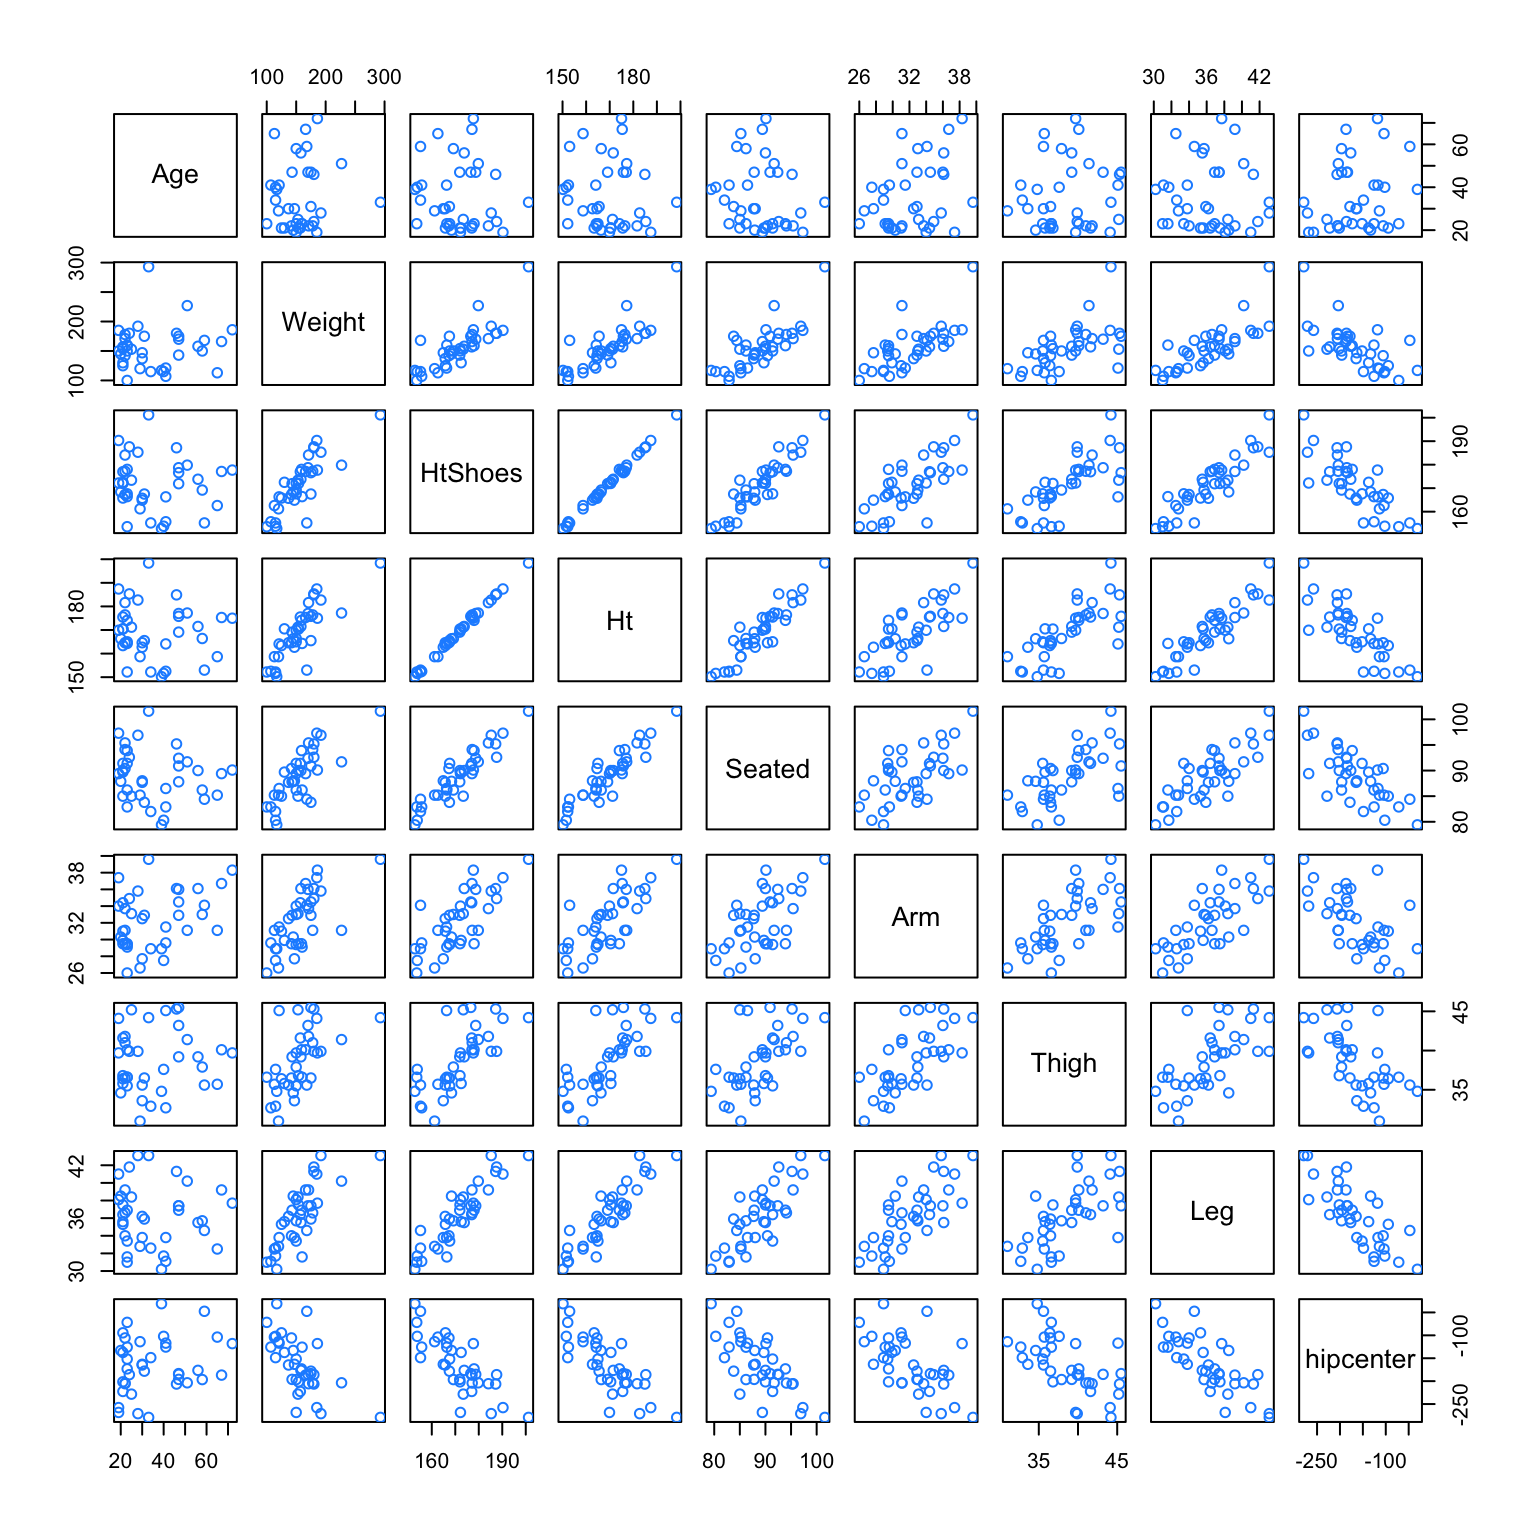 100 200 300 150 180 26 32 38 30 36 42
Age 20 40 60
100 200 300 Weight
HtShoes 160 190
150 180 Ht
Seated 80 90 100
26 32 38 Arm
Thigh 35 45
30 36 42 Leg
hipcenter -250 -100
20 40 60 160 190 80 90 100 35 45 -250 -100